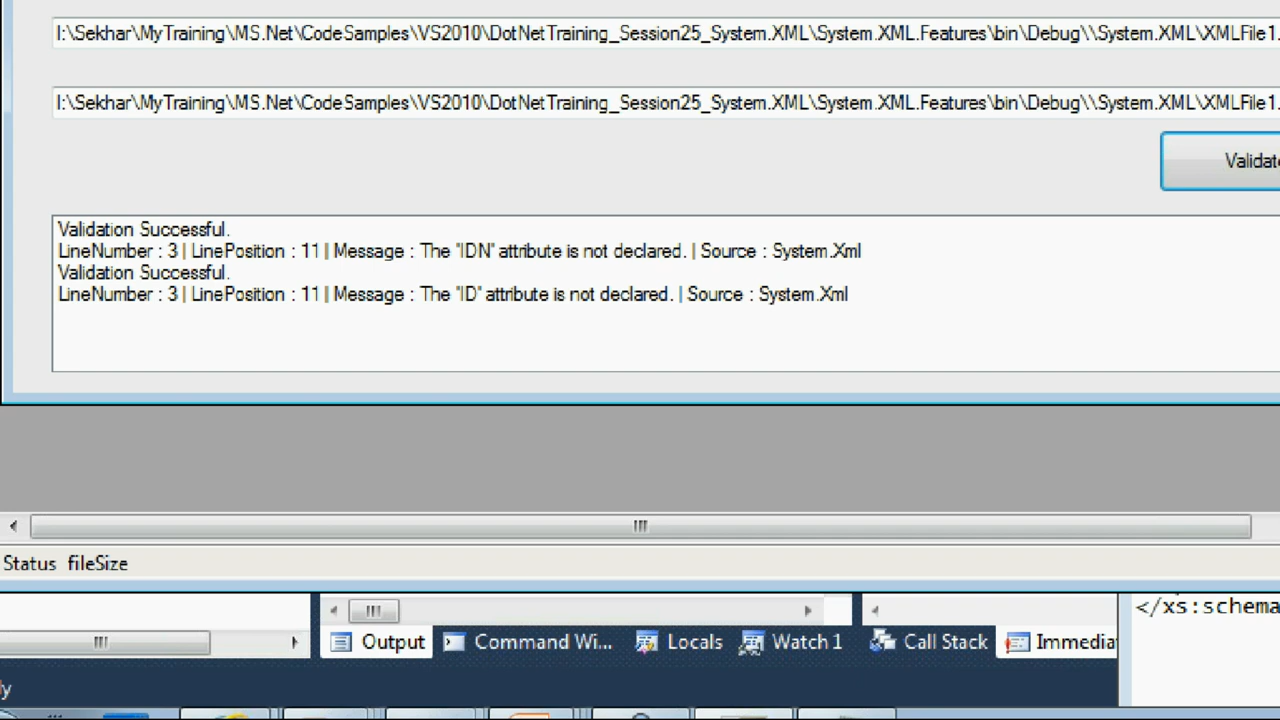 I:\Sekhar\MyTraining\MS.Net\CodeSamples\VS2010\DotNetTraining_Session25_System.XML\System.XML.Features\bin\Debug\\System.XML\XMLFile1.
I:\Sekhar\MyTraining\MS.Net\CodeSamples\VS2010\DotNetTraining_Session25_System.XML\System.XML.Features\bin\Debug\\System.XML\XMLFile1.
Validate
Validation Successful.
LineNumber : 3 | LinePosition : 11 | Message : The "IDN" attribute is not declared. | Source : System.Xml
Validation Successful.
LineNumber : 3 | LinePosition : 11 | Message : The "ID" attribute is not declared. | Source : System.Xml
Status fileSize
</xs:schema
Output Command Wi... Locals Watch 1 Call Stack Immedia
y